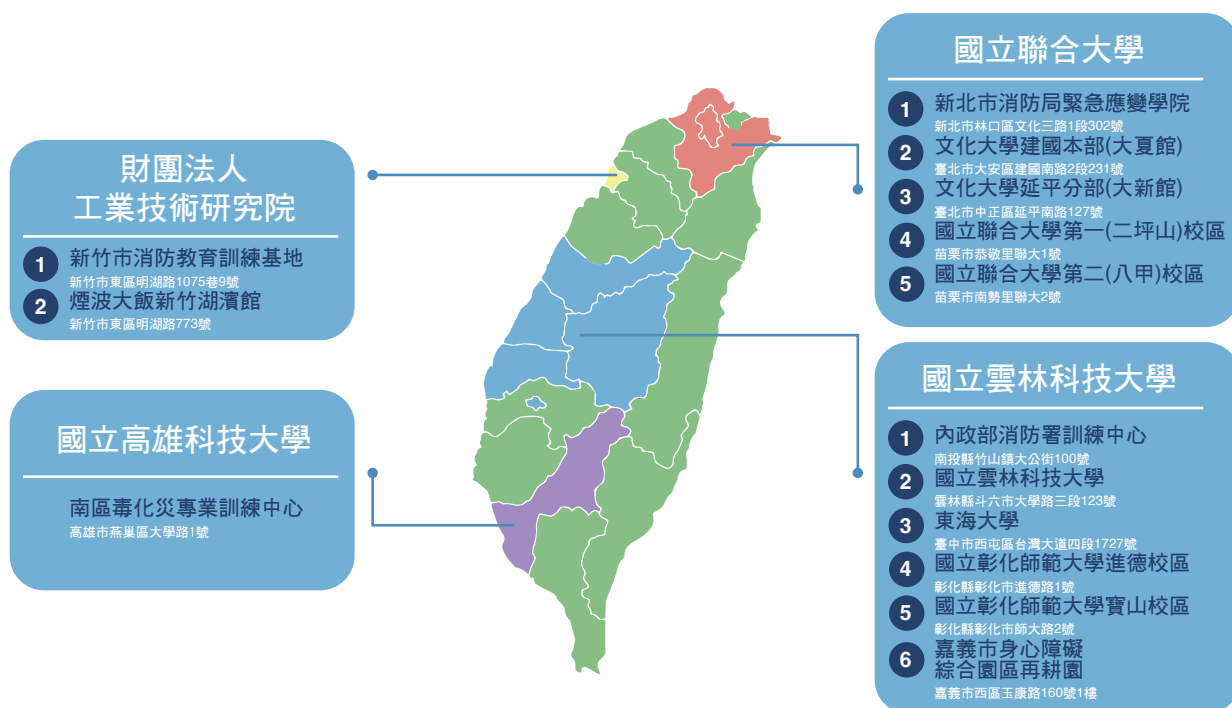 財團法人
工業技術研究院
1 新竹市消防教育訓練基地
新竹市東區明湖路1075巷9號
2 煙波大飯新竹湖濱館
新竹市東區明湖路773號
國立高雄科技大學
南區毒化災專業訓練中心
高雄市燕巢區大學路1號
國立聯合大學
1 新北市消防局緊急應變學院
新北市林口區文化三路1段302號
2 文化大學建國本部(大夏館)
臺北市大安區建國南路2段231號
3 文化大學延平分部(大新館)
臺北市中正區延平南路127號
4 國立聯合大學第一(二坪山)校區
苗栗市恭敬里聯大1號
5 國立聯合大學第二(八甲)校區
苗栗市南勢里聯大2號
國立雲林科技大學
1 內政部消防署訓練中心
南投縣竹山鎮大公街100號
2 國立雲林科技大學
雲林縣斗六市大學路三段123號
3 東海大學
臺中市西屯區台灣大道四段1727號
4 國立彰化師範大學進德校區
彰化縣彰化市進德路1號
5 國立彰化師範大學寶山校區
彰化縣彰化市師大路2號
6 嘉義市身心障礙
綜合園區再耕園
嘉義市西區玉康路160號1樓